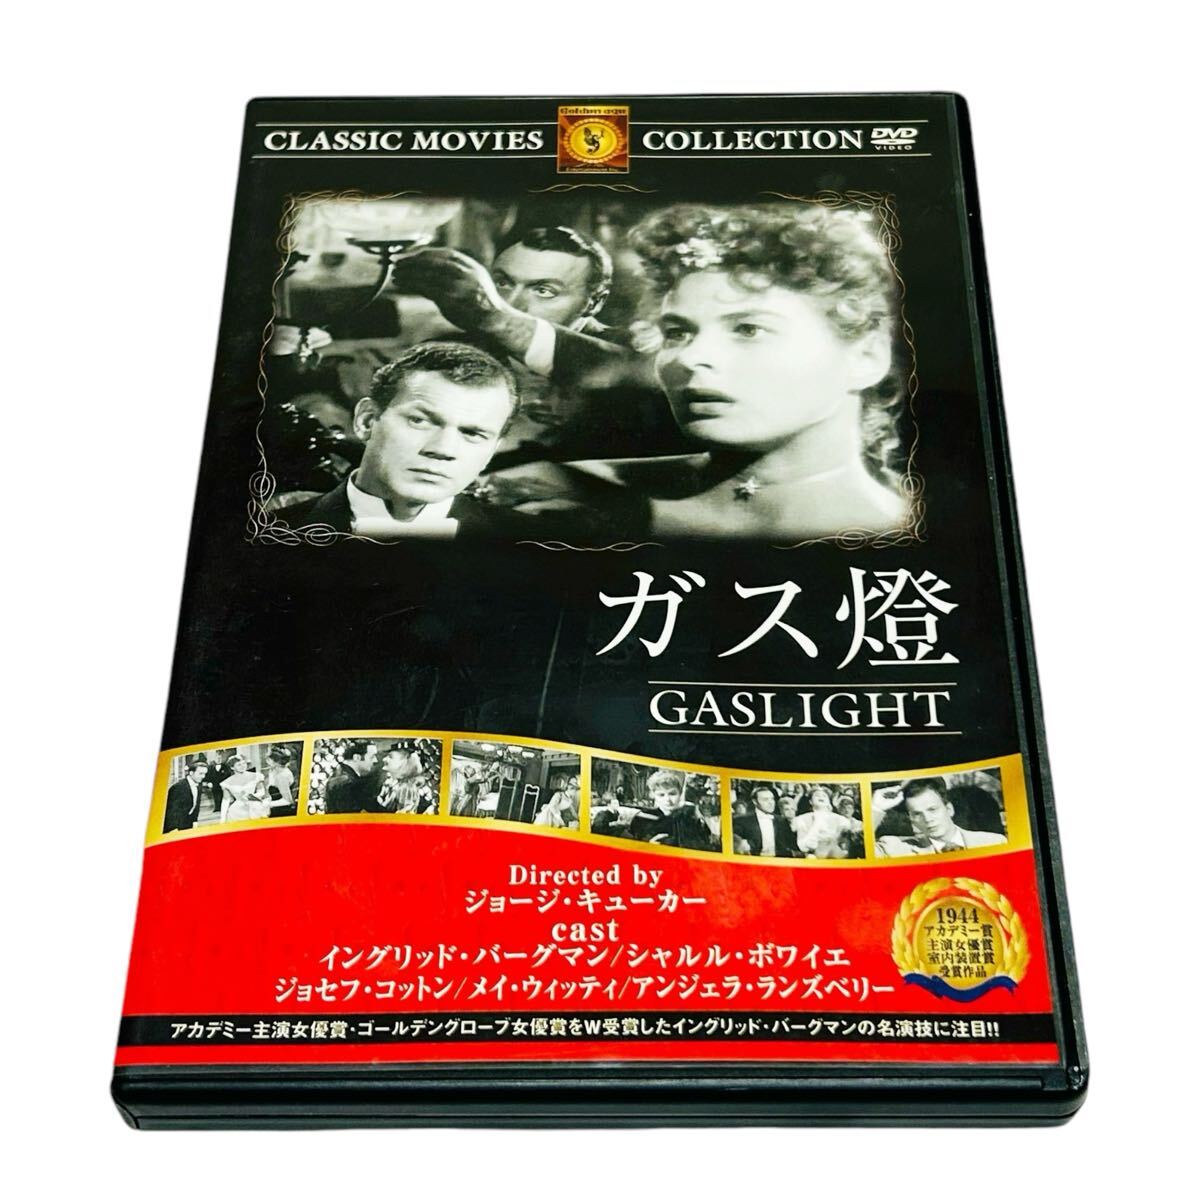 Golden age
Entertainment Inc.
CLASSIC MOVIES COLLECTION DVD
VIDEO
ガス燈
GASLIGHT
Directed by
ジョージ・キューカー
cast
イングリッド・バーグマン/シャルル・ボワイエ
ジョセフ・コットン/メイ・ウィッティ/アンジェラ・ランズベリー
1944
アカデミー賞
主演女優賞
室内装置賞
受賞作品
アカデミー主演女優賞・ゴールデングローブ女優賞をW受賞したイングリッド・バーグマンの名演技に注目!!